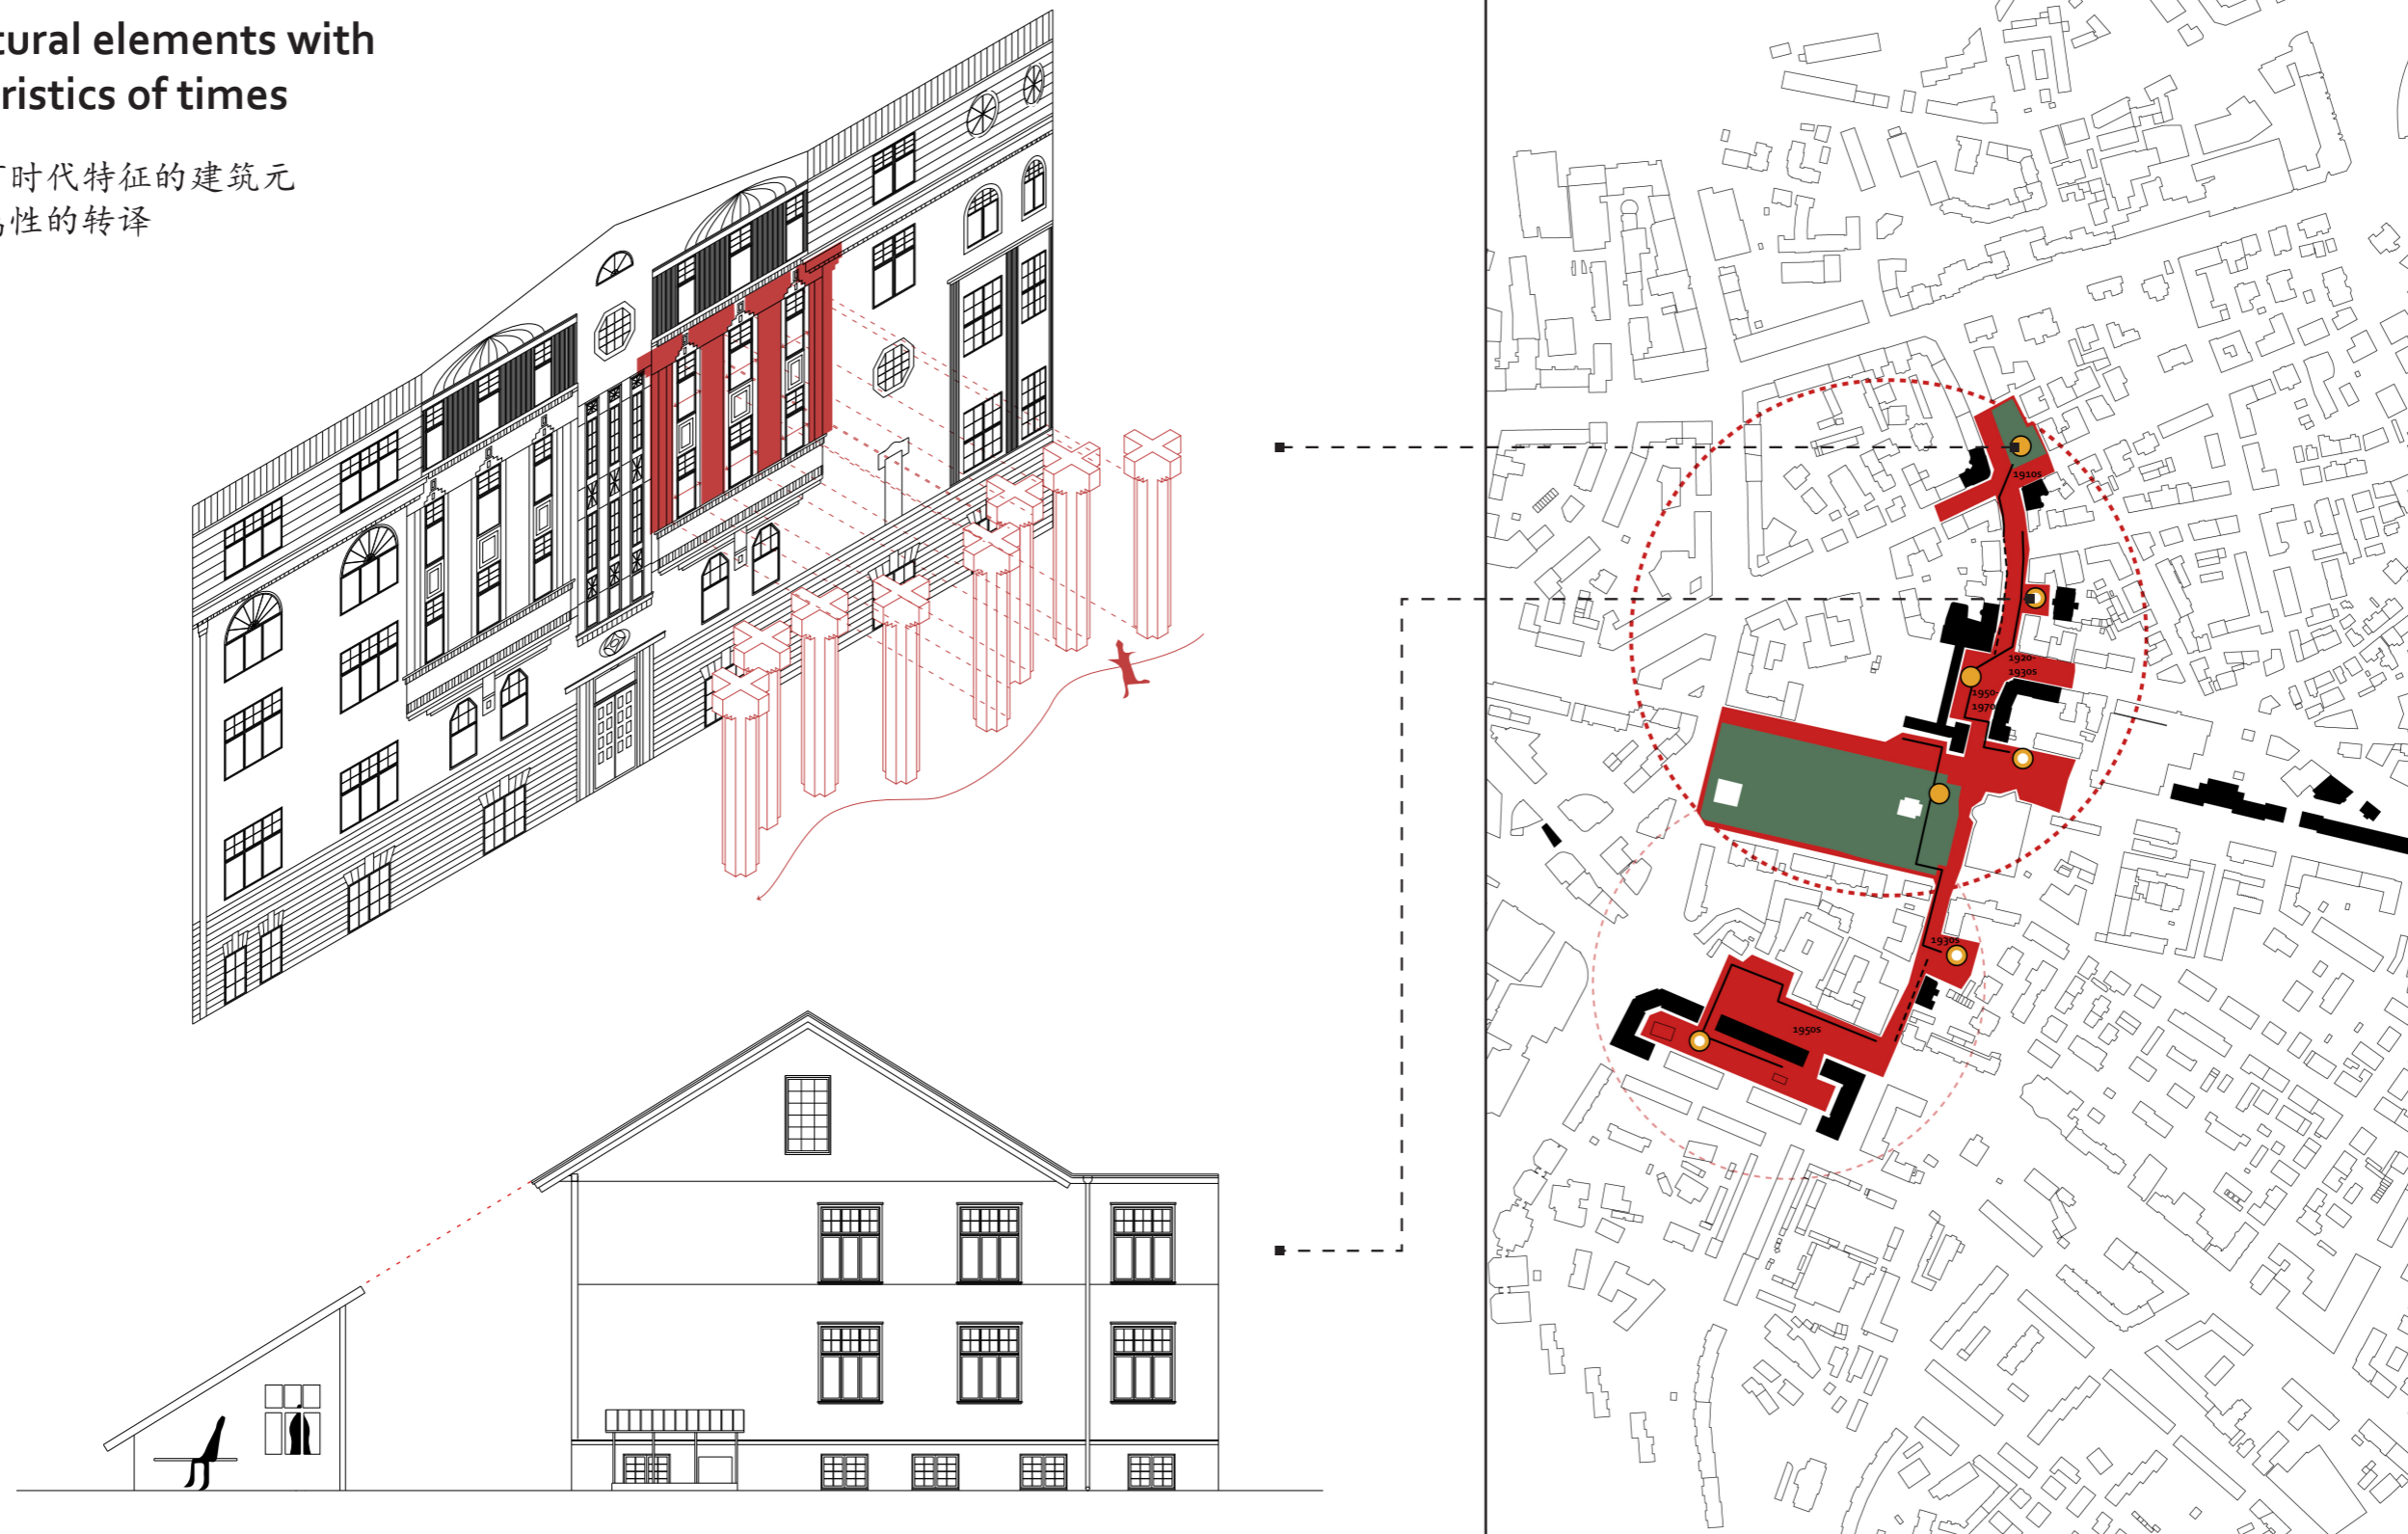 tural elements with
ristics of times
时代特征的建筑元
性的转译
1910s
1920-
1930s
1950-
1970
1930s
1950s